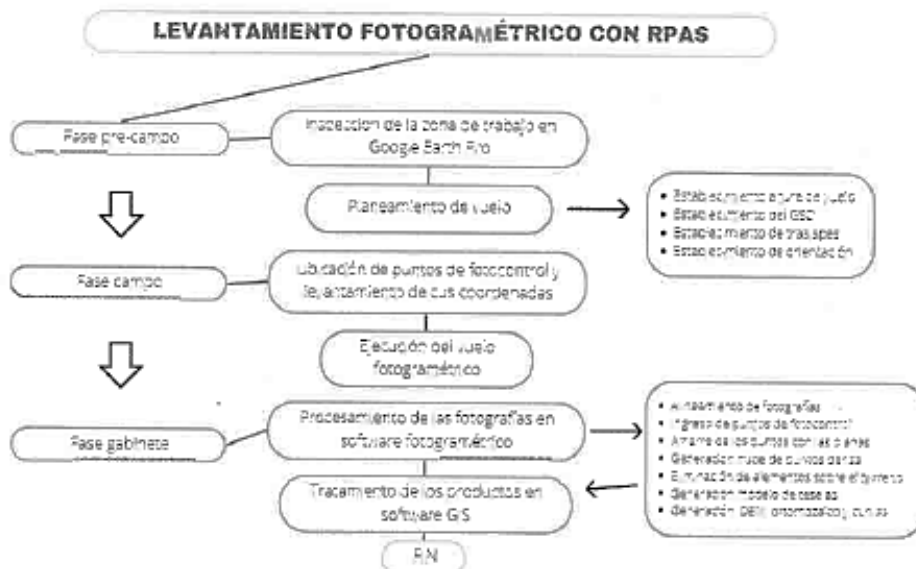 LEVANTAMIENTO FOTOGRAMÉTRICO CON RPAS
Fase pre-campo
Inspeccion de la zona de trabajo en
Google Earth Pro
Planeamiento de vuelo
• Establecimiento altura de vuelo
• Establecimiento del GSD
• Establecimiento de traslapes
• Establecimiento de orientación
Fase campo
Ubicación de puntos de fotocontrol y
levantamiento de sus coordenadas
Ejecución del vuelo
fotogramétrico
Fase gabinete
Procesamiento de las fotografías en
software fotogramétrico
• Alineamiento de fotografías
• Ingreso de puntos de fotocontrol
• Amarre de los puntos con las
• Generación nube de puntos densa
• Eliminación de elementos sobre el
• Generación modelo de teselas
• Generación DEM, ortomosaico y curvas
Tratamiento de los productos en
software GIS
FIN